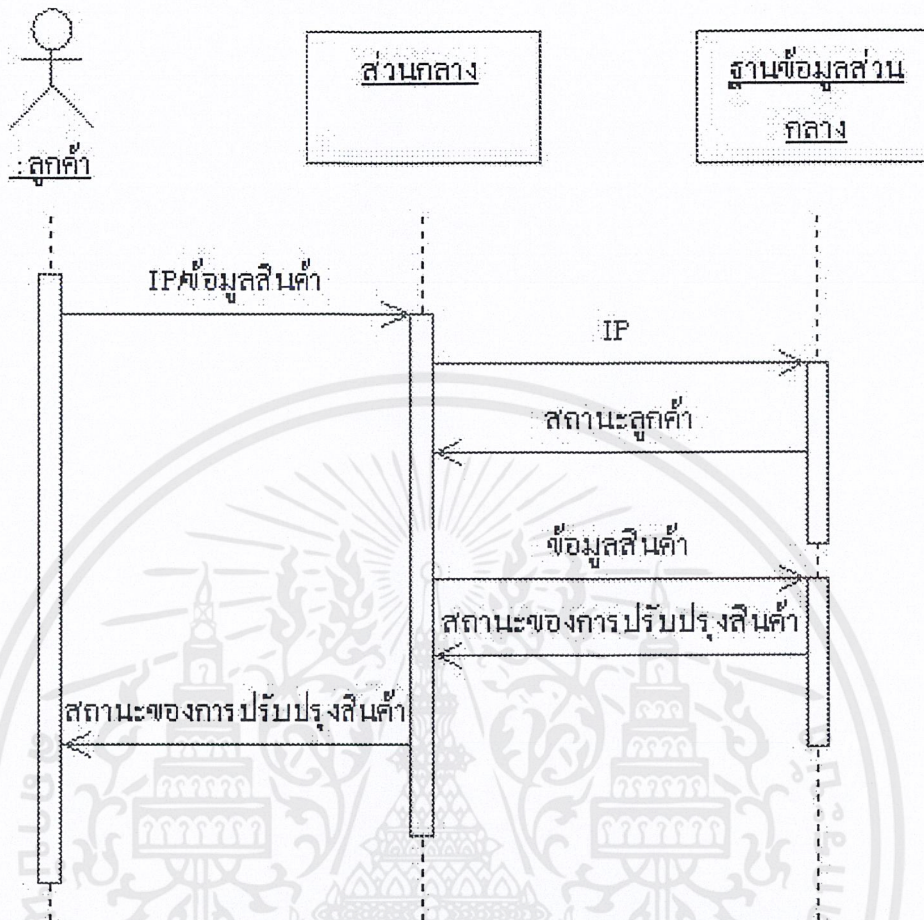 ส่วนกลาง
ฐานข้อมูลส่วน
กลาง
:ลูกค้า
IP/ข้อมูลสินค้า
IP
สถานะลูกค้า
ข้อมูลสินค้า
สถานะของการปรับปรุงสินค้า
สถานะของการปรับปรุงสินค้า